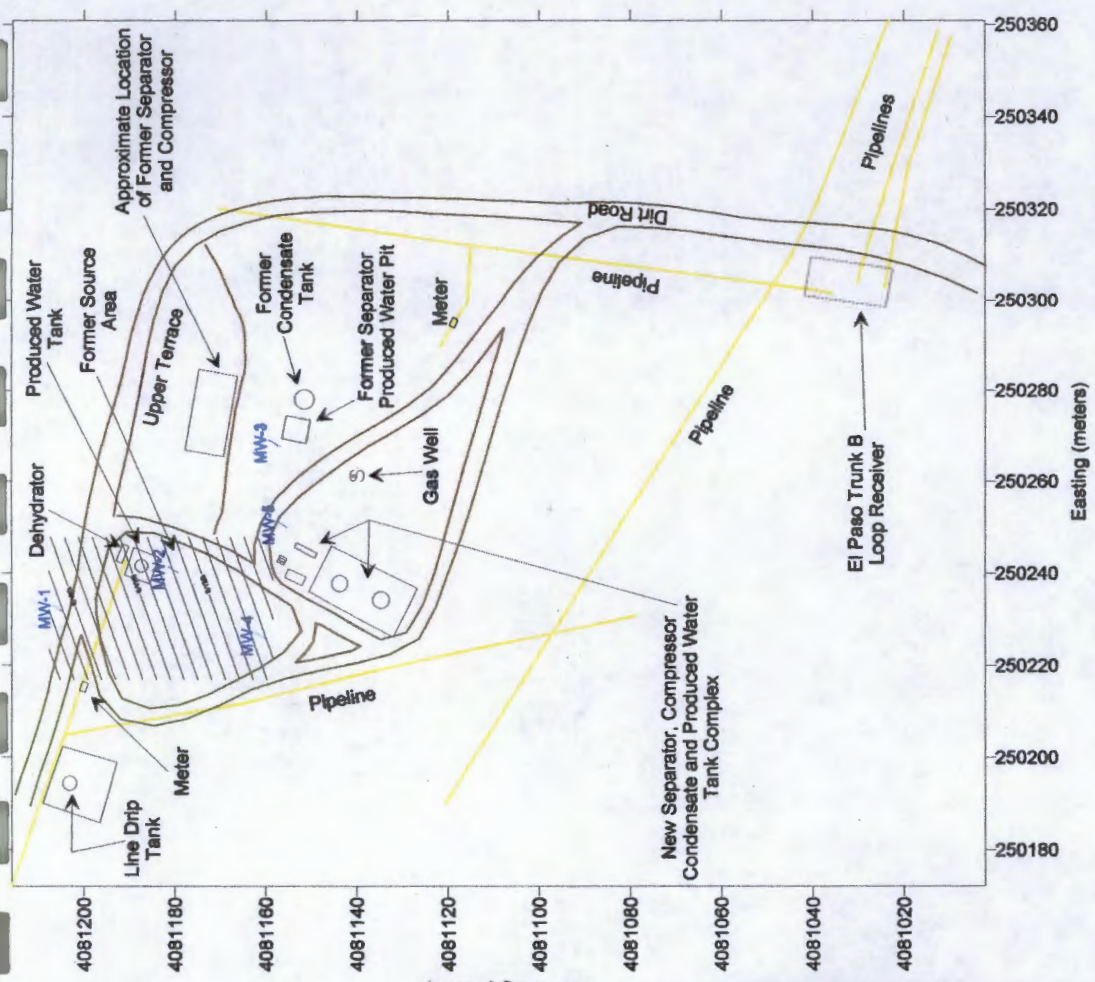 MW-1
Dehydrator
Produced Water
Tank
Former Source
Area
Approximate Location
of Former Separator
and Compressor
Upper Terrace
MW-2
MW-3
MW-4
MW-5
Former
Condensate
Tank
Former Separator
Produced Water Pit
Line Drip
Tank
Meter
Pipeline
Gas Well
Meter
Pipeline
Dirt Road
Pipeline
Pipeline
Pipelines
New Separator, Compressor
Condensate and Produced Water
Tank Complex
El Paso Trunk B
Loop Receiver
4081200
4081180
4081160
4081140
4081120
4081100
4081080
4081060
4081040
4081020
250180
250200
250220
250240
250260
250280
250300
250320
250340
250360
Easting (meters)